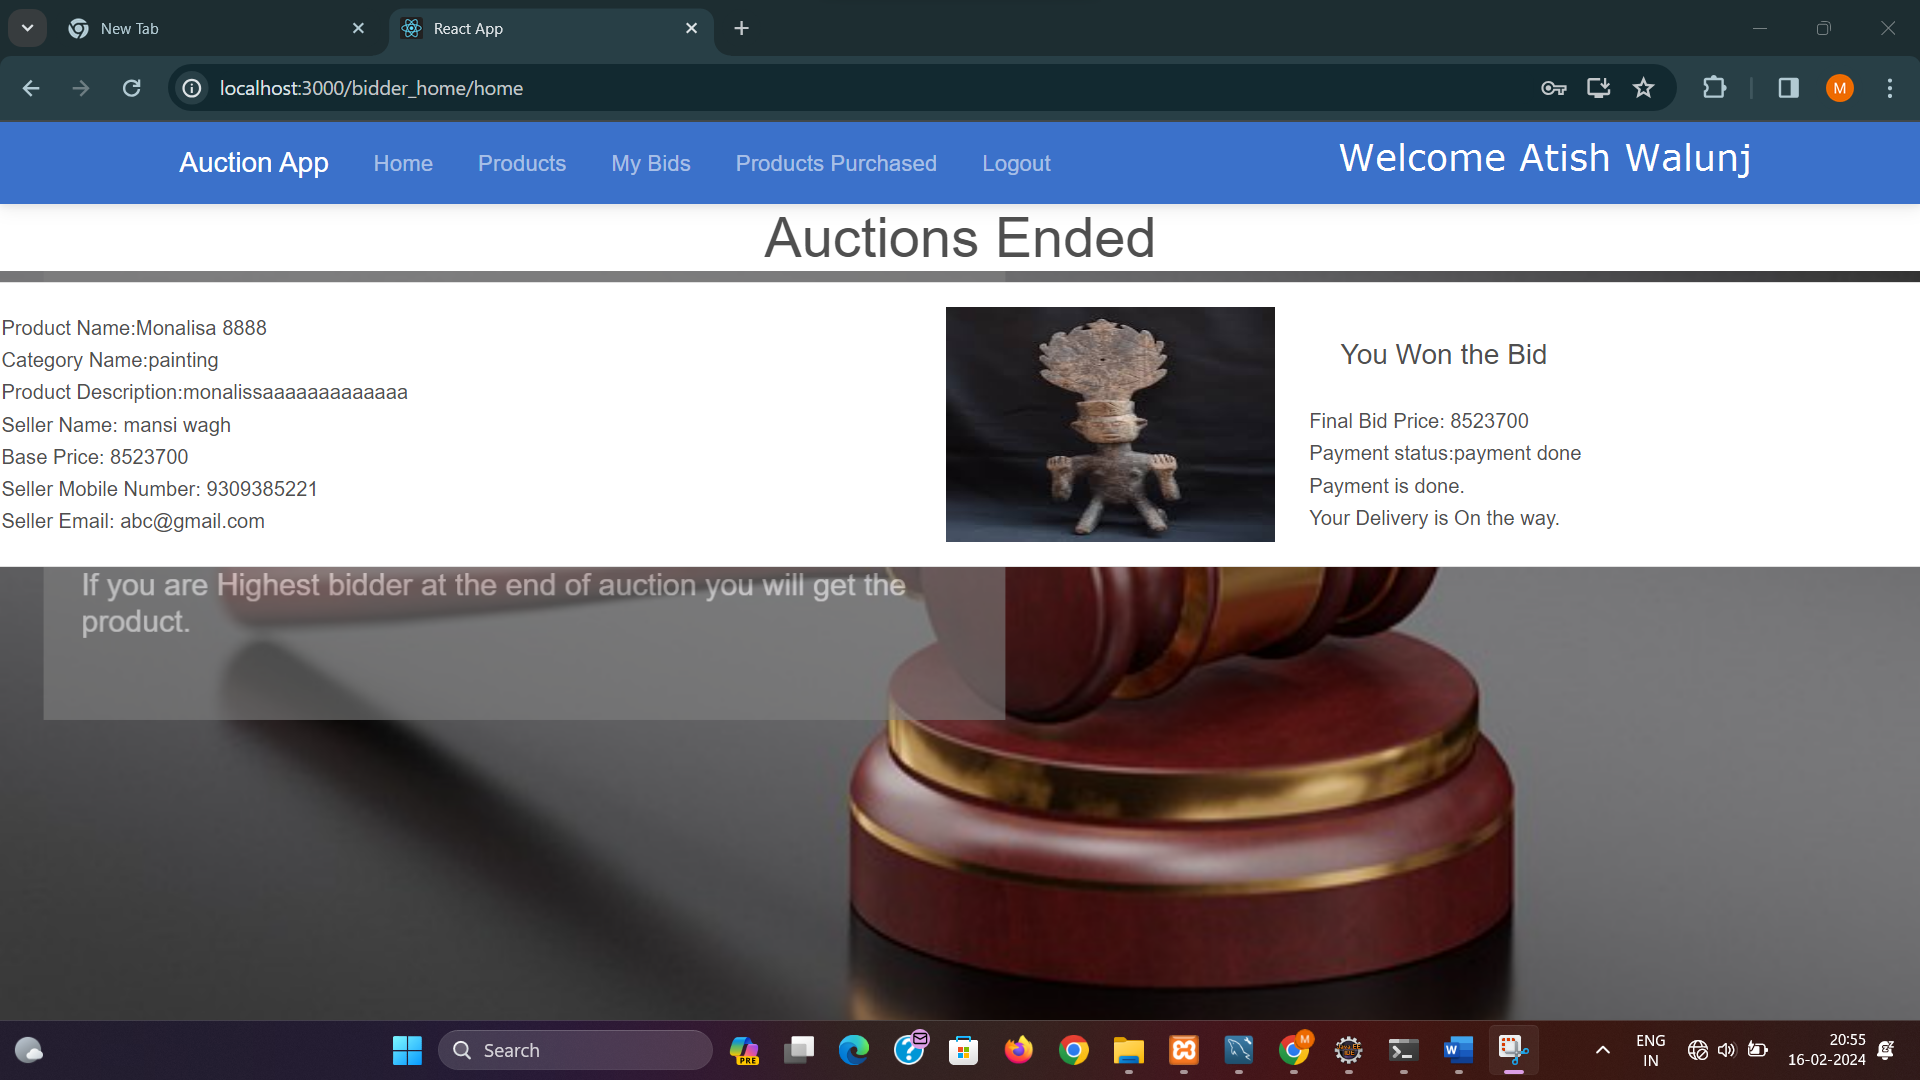 New Tab
React App
localhost:3000/bidder_home/home
M
Auction App Home Products My Bids Products Purchased Logout
Welcome Atish Walunj
Auctions Ended
Product Name:Monalisa 8888
Category Name:painting
Product Description:monalissaaaaaaaaaaaaa
Seller Name: mansi wagh
Base Price: 8523700
Seller Mobile Number: 9309385221
Seller Email: abc@gmail.com
You Won the Bid
Final Bid Price: 8523700
Payment status:payment done
Payment is done.
Your Delivery is On the way.
If you are Highest bidder at the end of auction you will get the
product.
Search
PRE
M
ENG
IN
20:55
16-02-2024